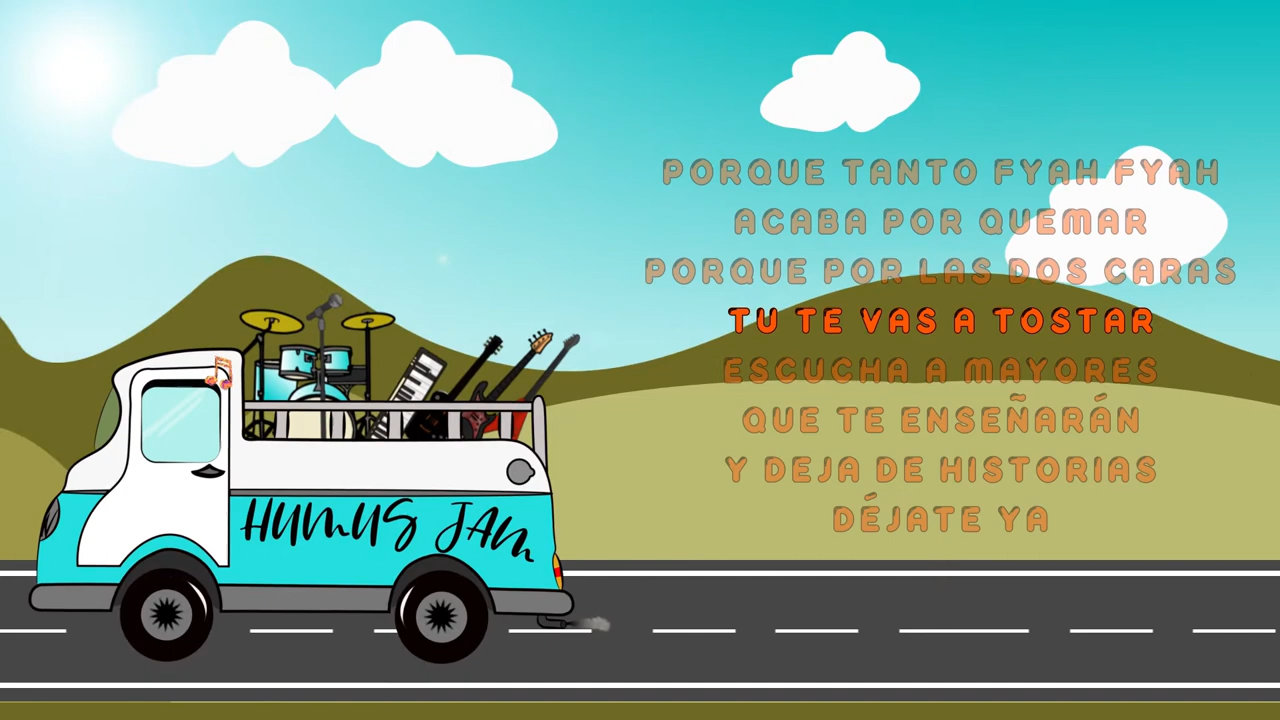 PORQUE TANTO FYAH FYAH
ACABA POR QUEMAR
PORQUE POR LAS DOS CARAS
TU TE VAS A TOSTAR
ESCUCHA A MAYORES
QUE TE ENSEÑARÁN
Y DEJA DE HISTORIAS
DÉJATE YA
HUMUS JAM